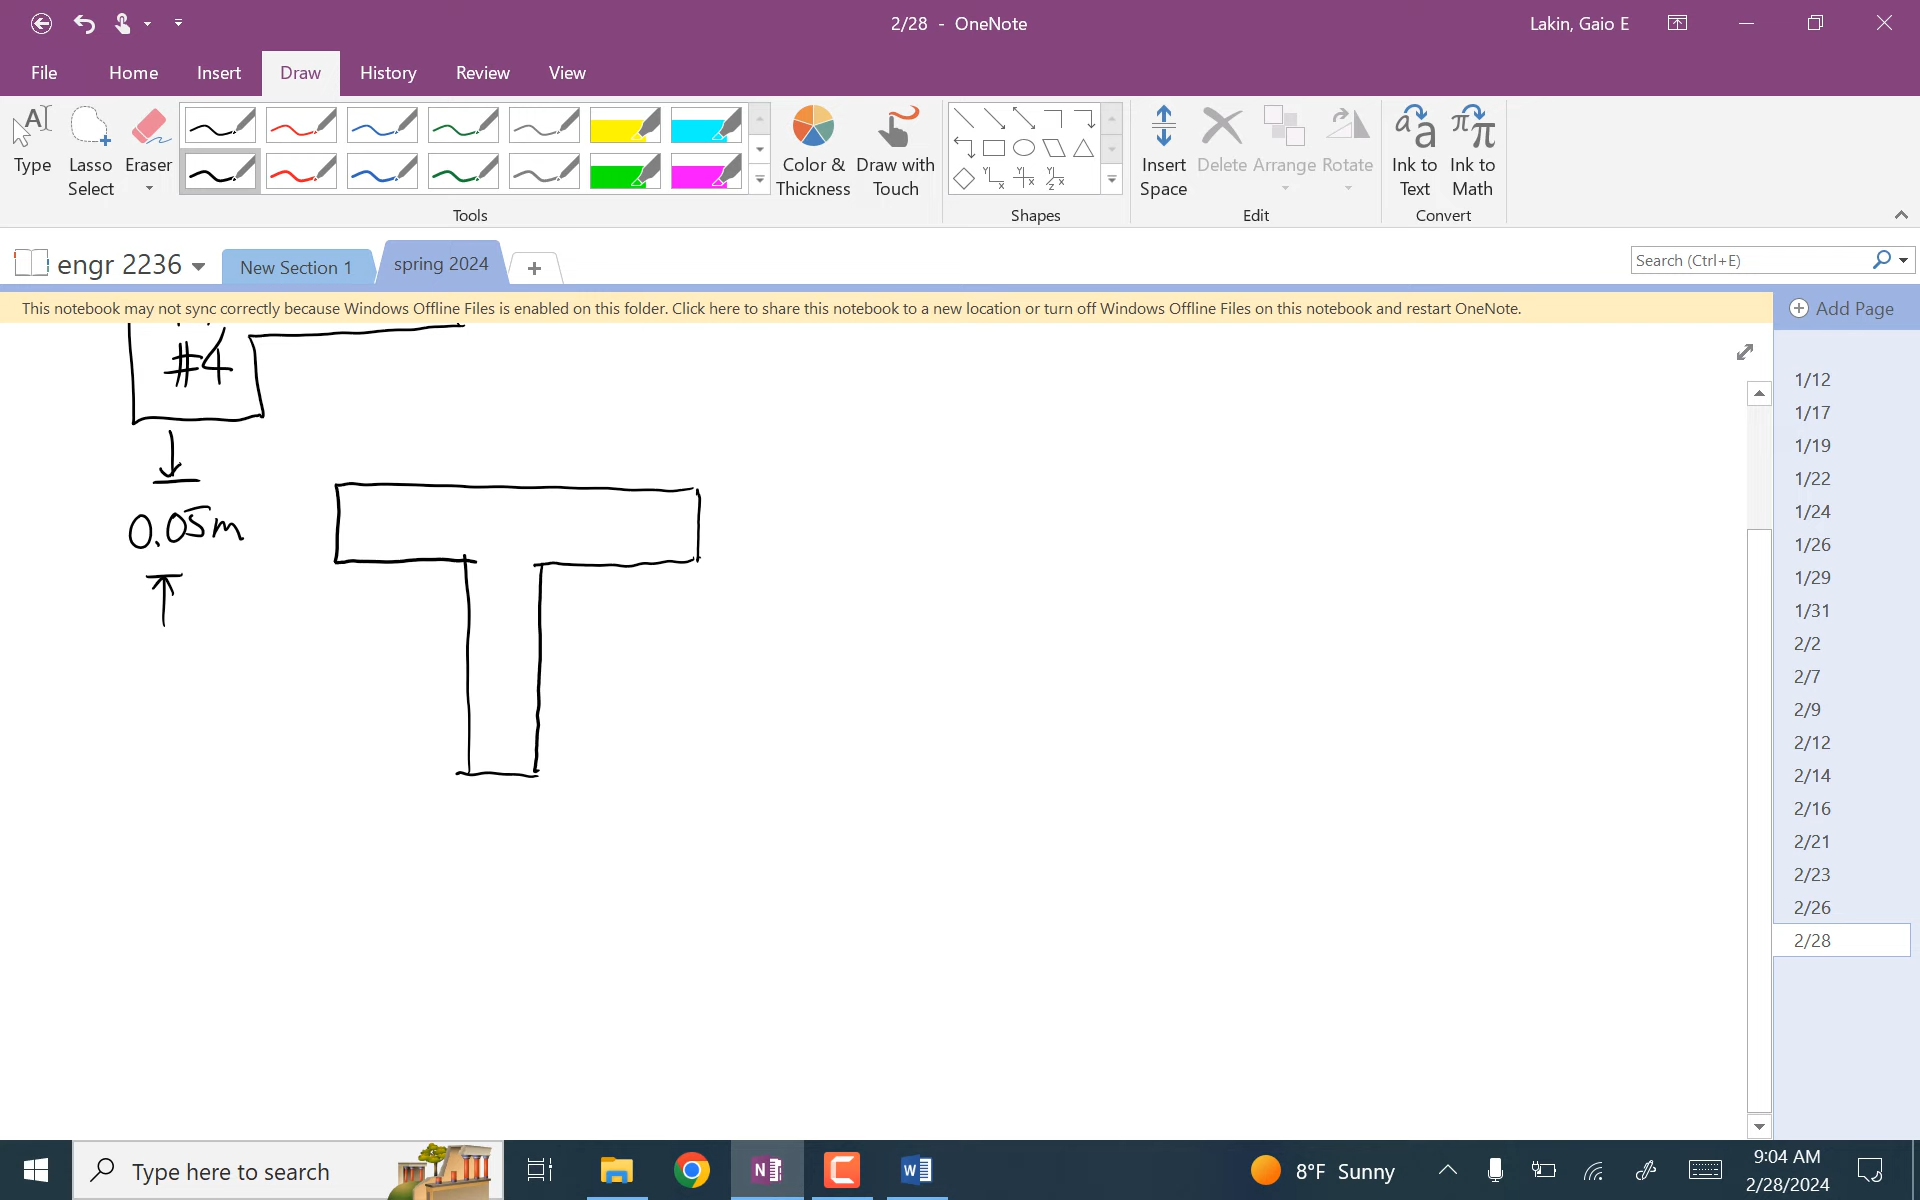 2/28 - OneNote
Lakin, Gaio E
File Home Insert Draw History Review View
Type
Lasso Select
Eraser
Color & Thickness
Draw with Touch
Insert Space
Delete
Arrange
Rotate
Ink to Text
Ink to Math
Tools
Shapes
Edit
Convert
engr 2236
New Section 1
spring 2024
Search (Ctrl+E)
This notebook may not sync correctly because Windows Offline Files is enabled on this folder. Click here to share this notebook to a new location or turn off Windows Offline Files on this notebook and restart OneNote.
Add Page
#4
0.05m
1/12
1/17
1/19
1/22
1/24
1/26
1/29
1/31
2/2
2/7
2/9
2/12
2/14
2/16
2/21
2/23
2/26
2/28
Type here to search
8°F Sunny
9:04 AM
2/28/2024